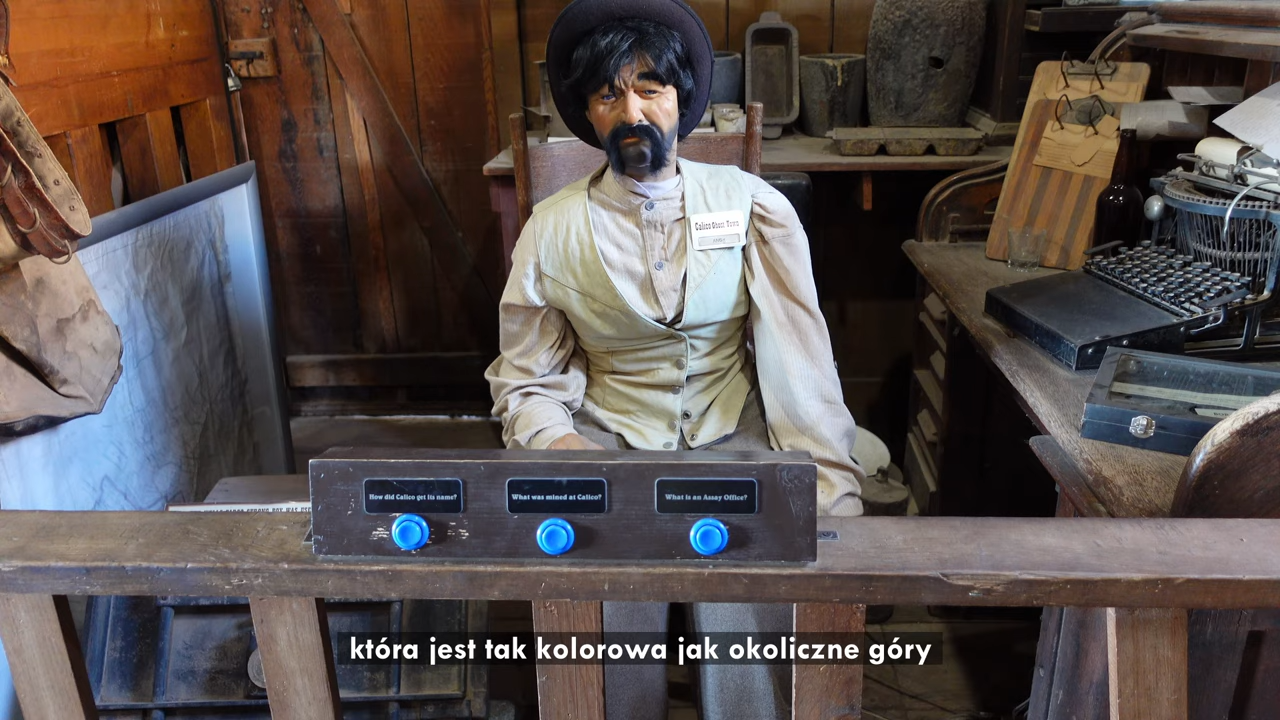 Calico Ghost Town
How did Calico get its name?
What was mined at Calico?
What is an Assay Office?
która jest tak kolorowa jak okoliczne góry